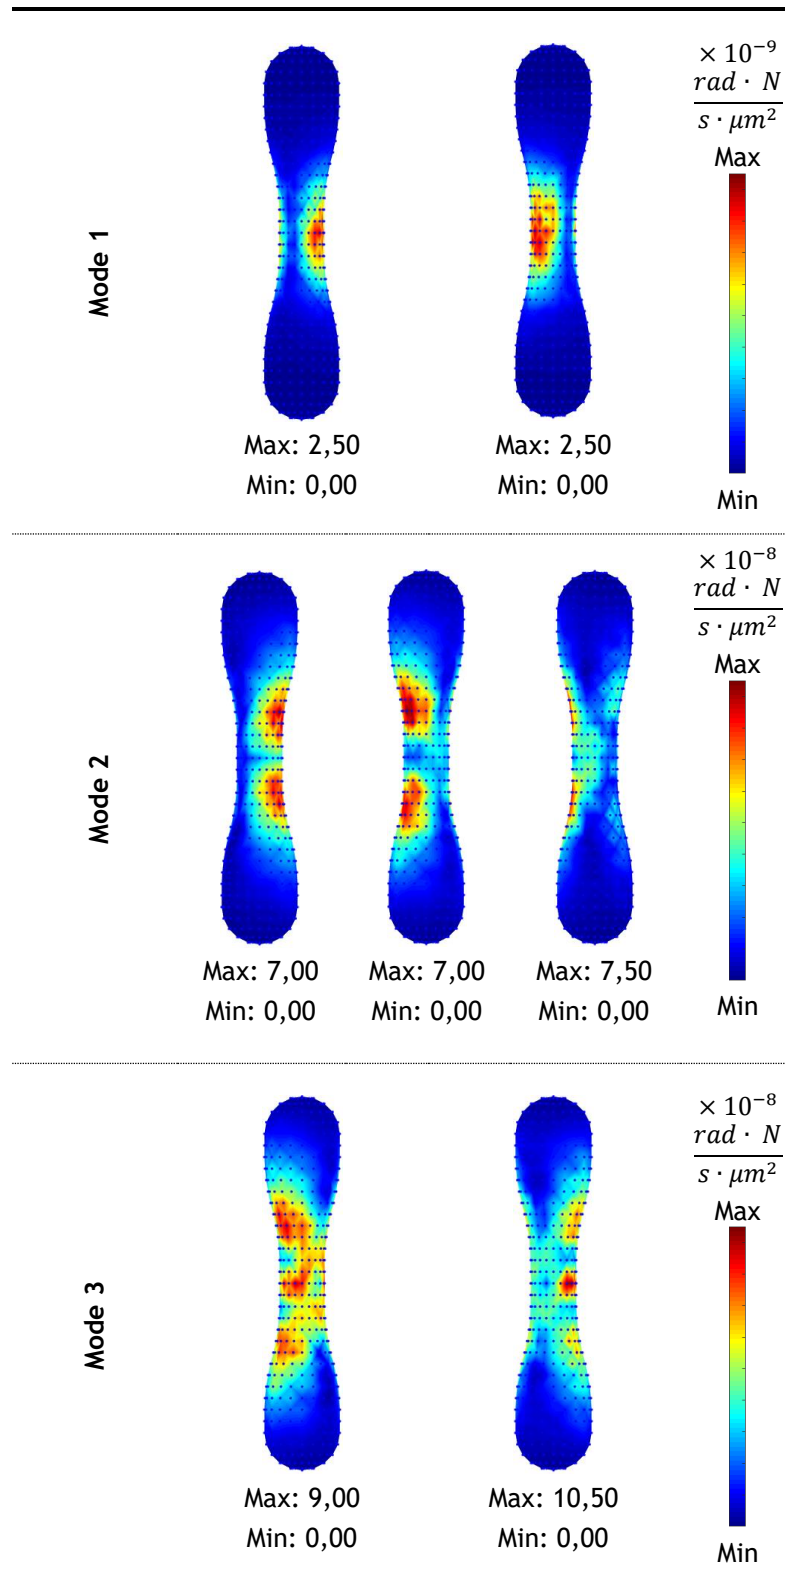 × 10⁻⁹
rad · N
s · μm²
Max
Mode 1
Max: 2,50
Max: 2,50
Min: 0,00
Min: 0,00
Min
× 10⁻⁸
rad · N
s · μm²
Max
Mode 2
Max: 7,00
Max: 7,00
Max: 7,50
Min: 0,00
Min: 0,00
Min: 0,00
Min
× 10⁻⁸
rad · N
s · μm²
Max
Mode 3
Max: 9,00
Max: 10,50
Min: 0,00
Min: 0,00
Min